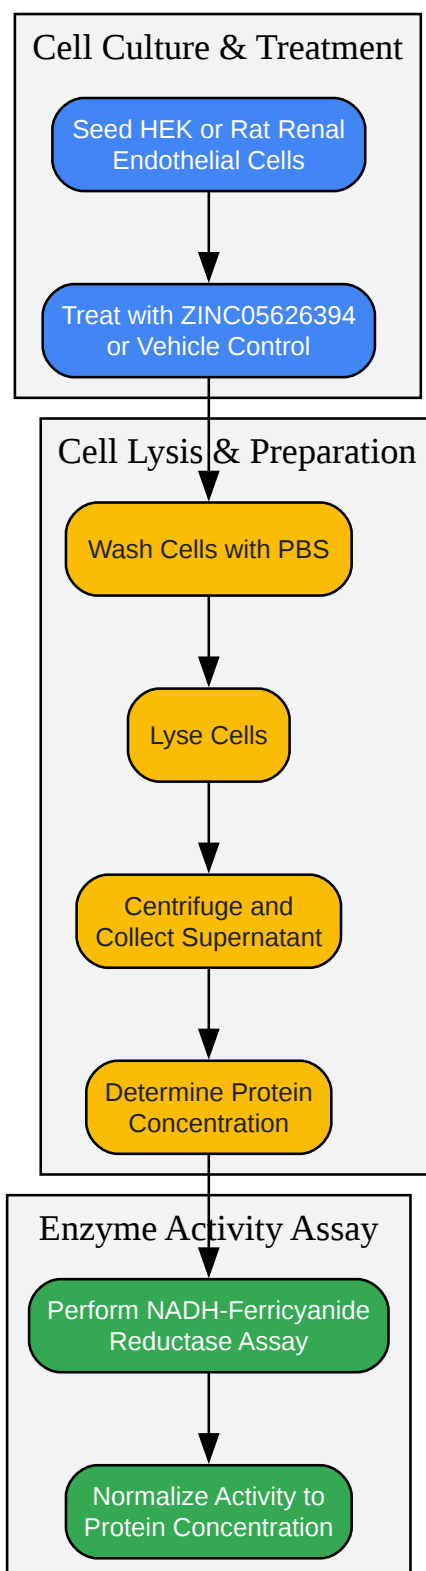 Cell Culture & Treatment
Seed HEK or Rat Renal
Endothelial Cells
Treat with ZINC05626394
or Vehicle Control
Cell Lysis & Preparation
Wash Cells with PBS
Lyse Cells
Centrifuge and
Collect Supernatant
Determine Protein
Concentration
Enzyme Activity Assay
Perform NADH-Ferricyanide
Reductase Assay
Normalize Activity to
Protein Concentration